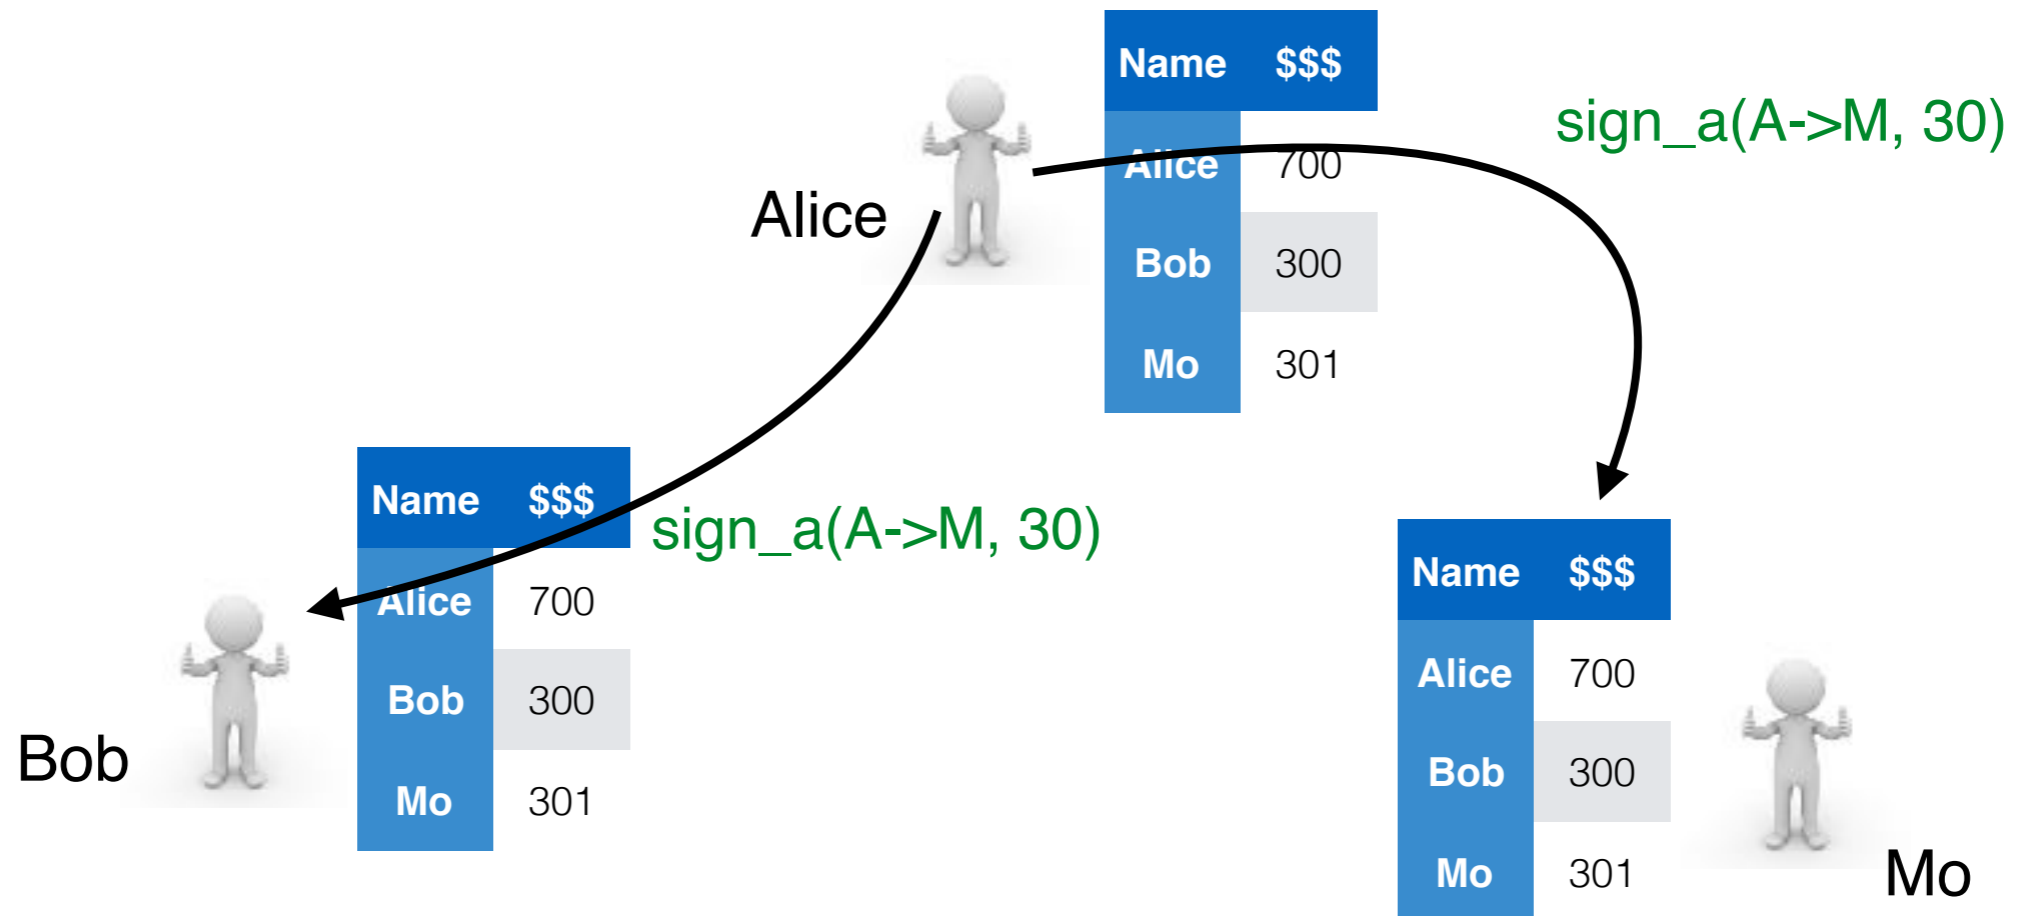 Name $$$
sign_a(A->M, 30)
Alice 700
Alice
Bob 300
Mo 301
Name $$$
sign_a(A->M, 30)
Alice 700
Bob 300
Mo 301
Bob
Name $$$
Alice 700
Bob 300
Mo 301
Mo